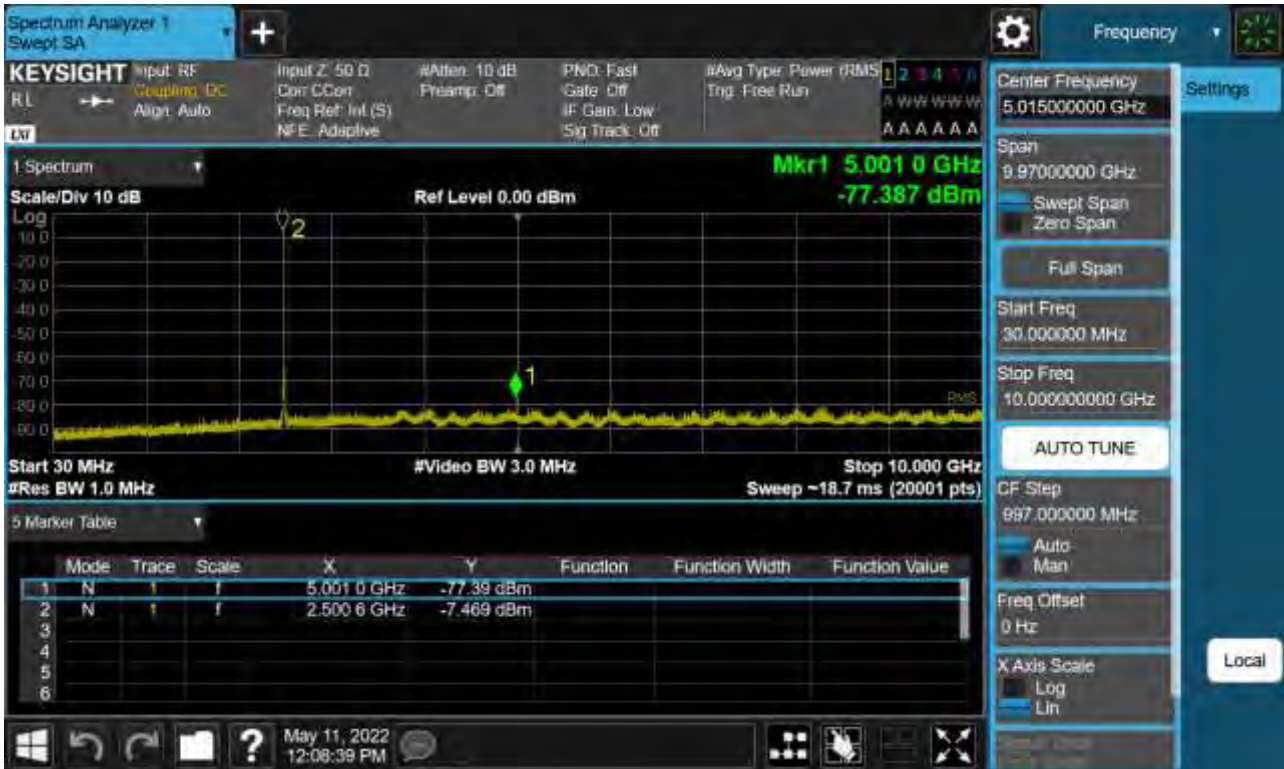 Spectrum Analyzer 1
Swept SA
+
Frequency
KEYSIGHT
RL
Input: RF
Coupling: DC
Align: Auto
Input Z: 50 Ω
Corr CCorr
Freq Ref: Int (S)
NFE: Adaptive
#Atten: 10 dB
Preamp: Off
PNO: Fast
Gate: Off
IF Gain: Low
Sig Track: Off
#Avg Type: Power (RMS
Trig: Free Run
1 2 3 4 5 6
A W W W W W
A A A A A A
1 Spectrum
Scale/Div 10 dB
Ref Level 0.00 dBm
Mkr1 5.001 0 GHz
-77.387 dBm
Log
-10.0
-20.0
-30.0
-40.0
-50.0
-60.0
-70.0
-80.0
-90.0
2
1
RMS
Start 30 MHz
#Video BW 3.0 MHz
Stop 10.000 GHz
#Res BW 1.0 MHz
Sweep ~18.7 ms (20001 pts)
5 Marker Table
Mode Trace Scale X Y Function Function Width Function Value
1 N 1 f 5.001 0 GHz -77.39 dBm
2 N 1 f 2.500 6 GHz -7.469 dBm
3
4
5
6
?
May 11, 2022
12:08:39 PM
Center Frequency
5.015000000 GHz
Settings
Span
9.97000000 GHz
Swept Span
Zero Span
Full Span
Start Freq
30.000000 MHz
Stop Freq
10.000000000 GHz
AUTO TUNE
CF Step
997.000000 MHz
Auto
Man
Freq Offset
0 Hz
X Axis Scale
Log
Lin
Local